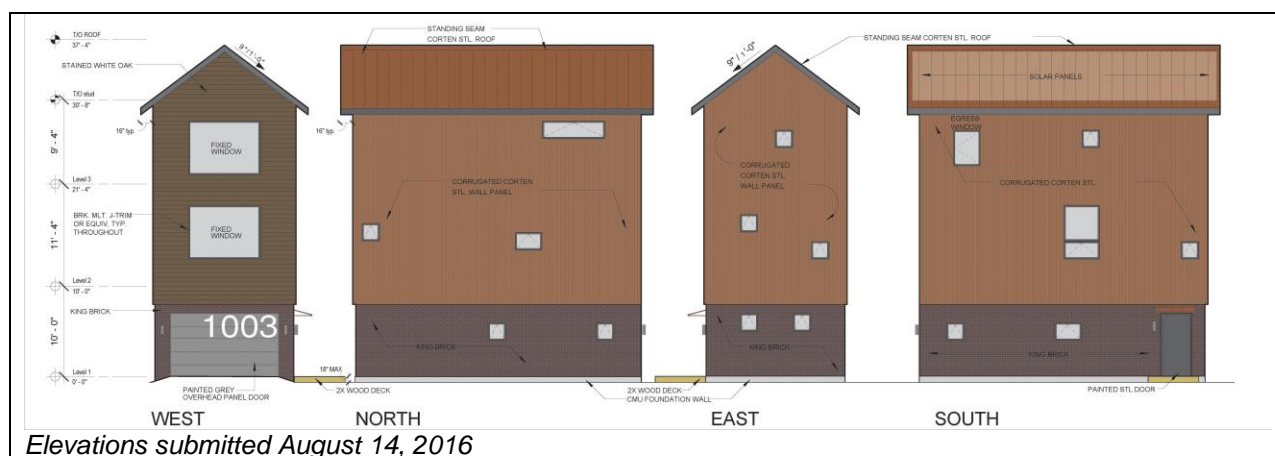 T/O ROOF
37' - 4"
STAINED WHITE OAK
9"/1'-0"
T/O stud
30' - 8"
16" typ.
9' - 4"
FIXED
WINDOW
Level 3
21' - 4"
BRK. MLT. J-TRIM
OR EQUIV, TYP.
THROUGHOUT
11' - 4"
FIXED
WINDOW
Level 2
10' - 0"
KING BRICK
1003
10' - 0"
Level 1
0' - 0"
PAINTED GREY
OVERHEAD PANEL DOOR
18" MAX
2X WOOD DECK
WEST
STANDING SEAM
CORTEN STL. ROOF
16" typ.
CORRUGATED CORTEN
STL. WALL PANEL
KING BRICK
NORTH
9" / 1'-0"
STANDING SEAM CORTEN STL. ROOF
CORRUGATED
CORTEN STL.
WALL PANEL
KING BRICK
2X WOOD DECK
CMU FOUNDATION WALL
EAST
SOLAR PANELS
EGRESS
WINDOW
CORRUGATED CORTEN STL.
KING BRICK
PAINTED STL DOOR
SOUTH
Elevations submitted August 14, 2016